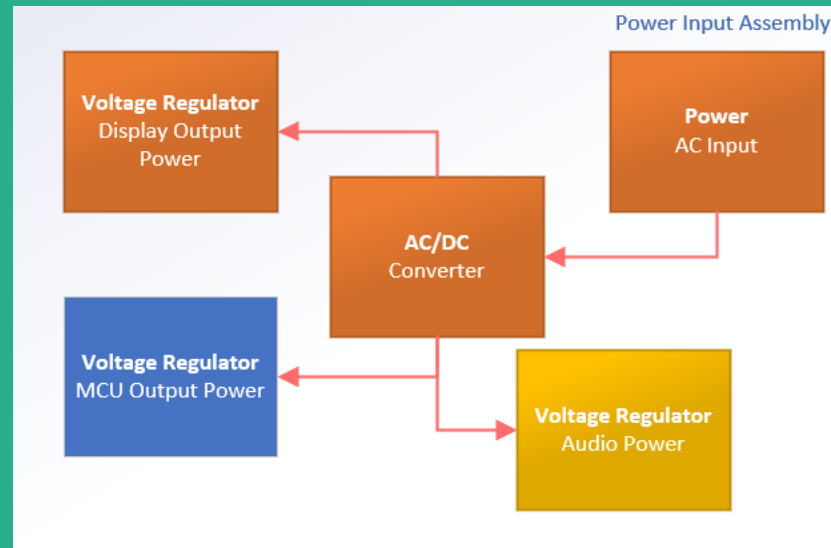 Power Input Assembly
Voltage Regulator
Display Output
Power
Power
AC Input
AC/DC
Converter
Voltage Regulator
MCU Output Power
Voltage Regulator
Audio Power